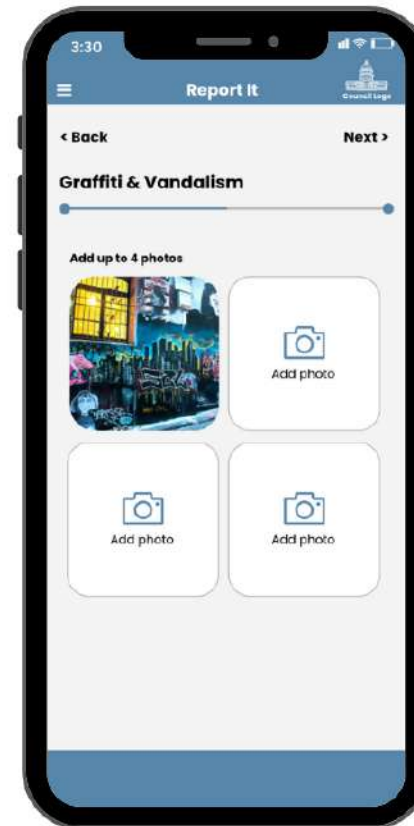 3:30
Report It
Council Logo
< Back
Next >
Graffiti & Vandalism
Add up to 4 photos
Add photo
Add photo
Add photo